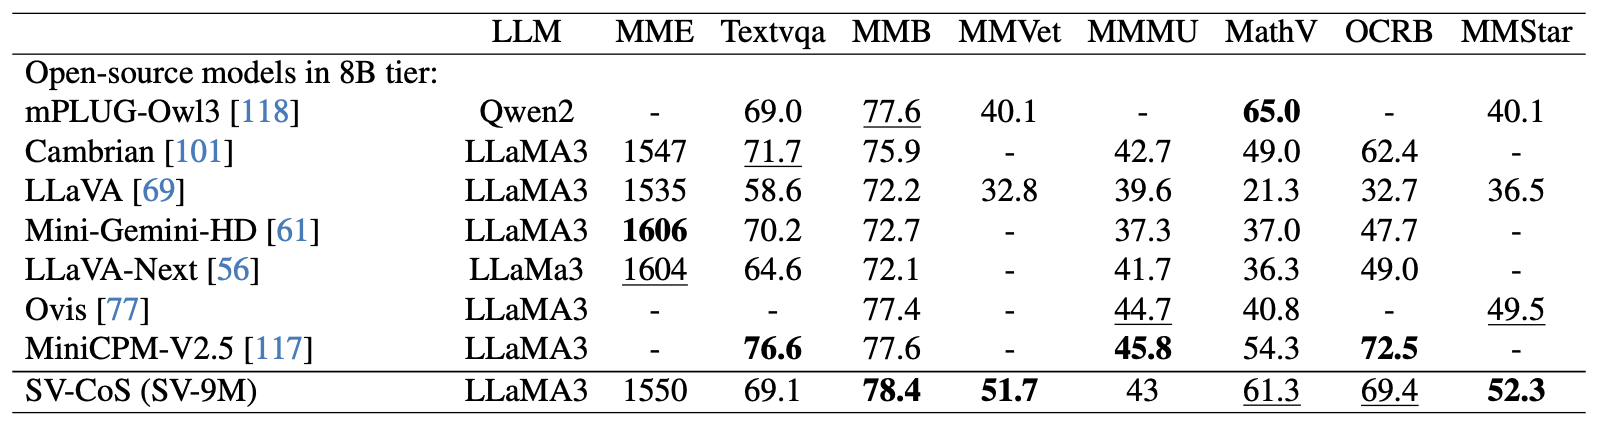 LLM MME Textvqa MMB MMVet MMMU MathV OCRB MMStar
Open-source models in 8B tier:
mPLUG-Owl3 [118] Qwen2 - 69.0 77.6 40.1 - 65.0 - 40.1
Cambrian [101] LLaMA3 1547 71.7 75.9 - 42.7 49.0 62.4 -
LLaVA [69] LLaMA3 1535 58.6 72.2 32.8 39.6 21.3 32.7 36.5
Mini-Gemini-HD [61] LLaMA3 1606 70.2 72.7 - 37.3 37.0 47.7 -
LLaVA-Next [56] LLaMa3 1604 64.6 72.1 - 41.7 36.3 49.0 -
Ovis [77] LLaMA3 - - 77.4 - 44.7 40.8 - 49.5
MiniCPM-V2.5 [117] LLaMA3 - 76.6 77.6 - 45.8 54.3 72.5 -
SV-CoS (SV-9M) LLaMA3 1550 69.1 78.4 51.7 43 61.3 69.4 52.3